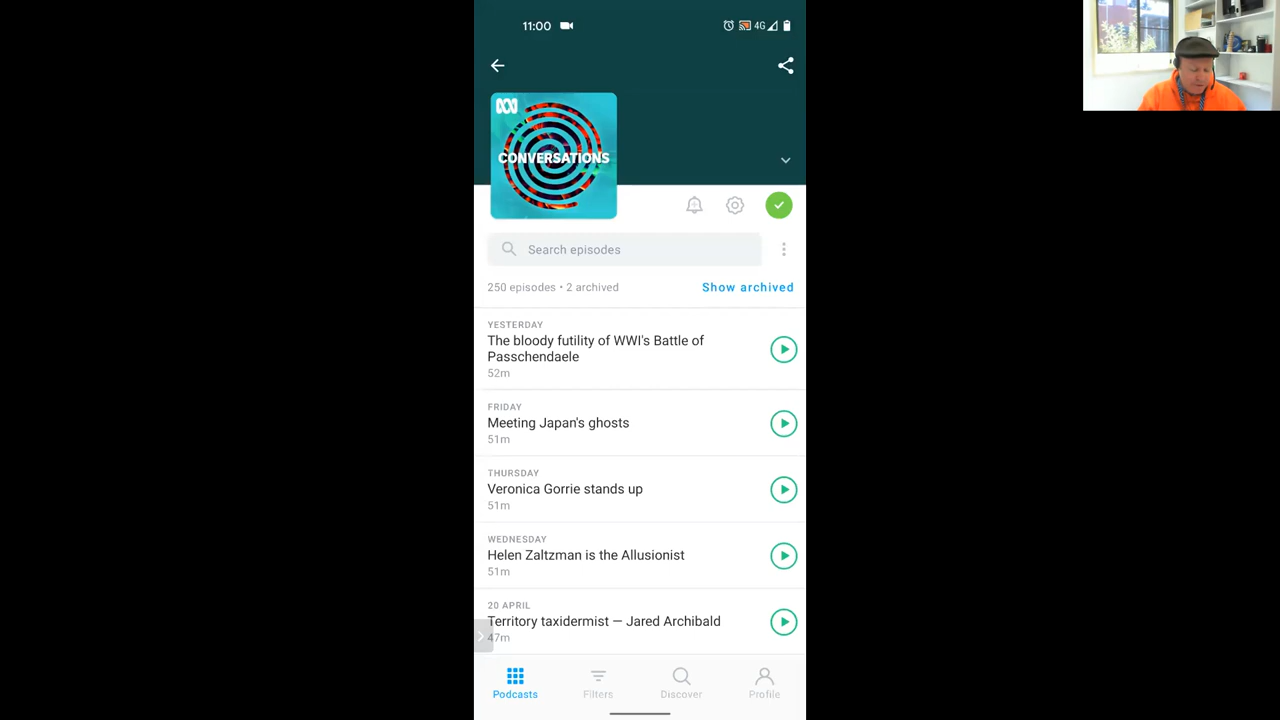 11:00
4G
CONVERSATIONS
Search episodes
250 episodes • 2 archived
Show archived
YESTERDAY
The bloody futility of WWI's Battle of
Passchendaele
52m
FRIDAY
Meeting Japan's ghosts
51m
THURSDAY
Veronica Gorrie stands up
51m
WEDNESDAY
Helen Zaltzman is the Allusionist
51m
20 APRIL
Territory taxidermist — Jared Archibald
47m
Podcasts
Filters
Discover
Profile